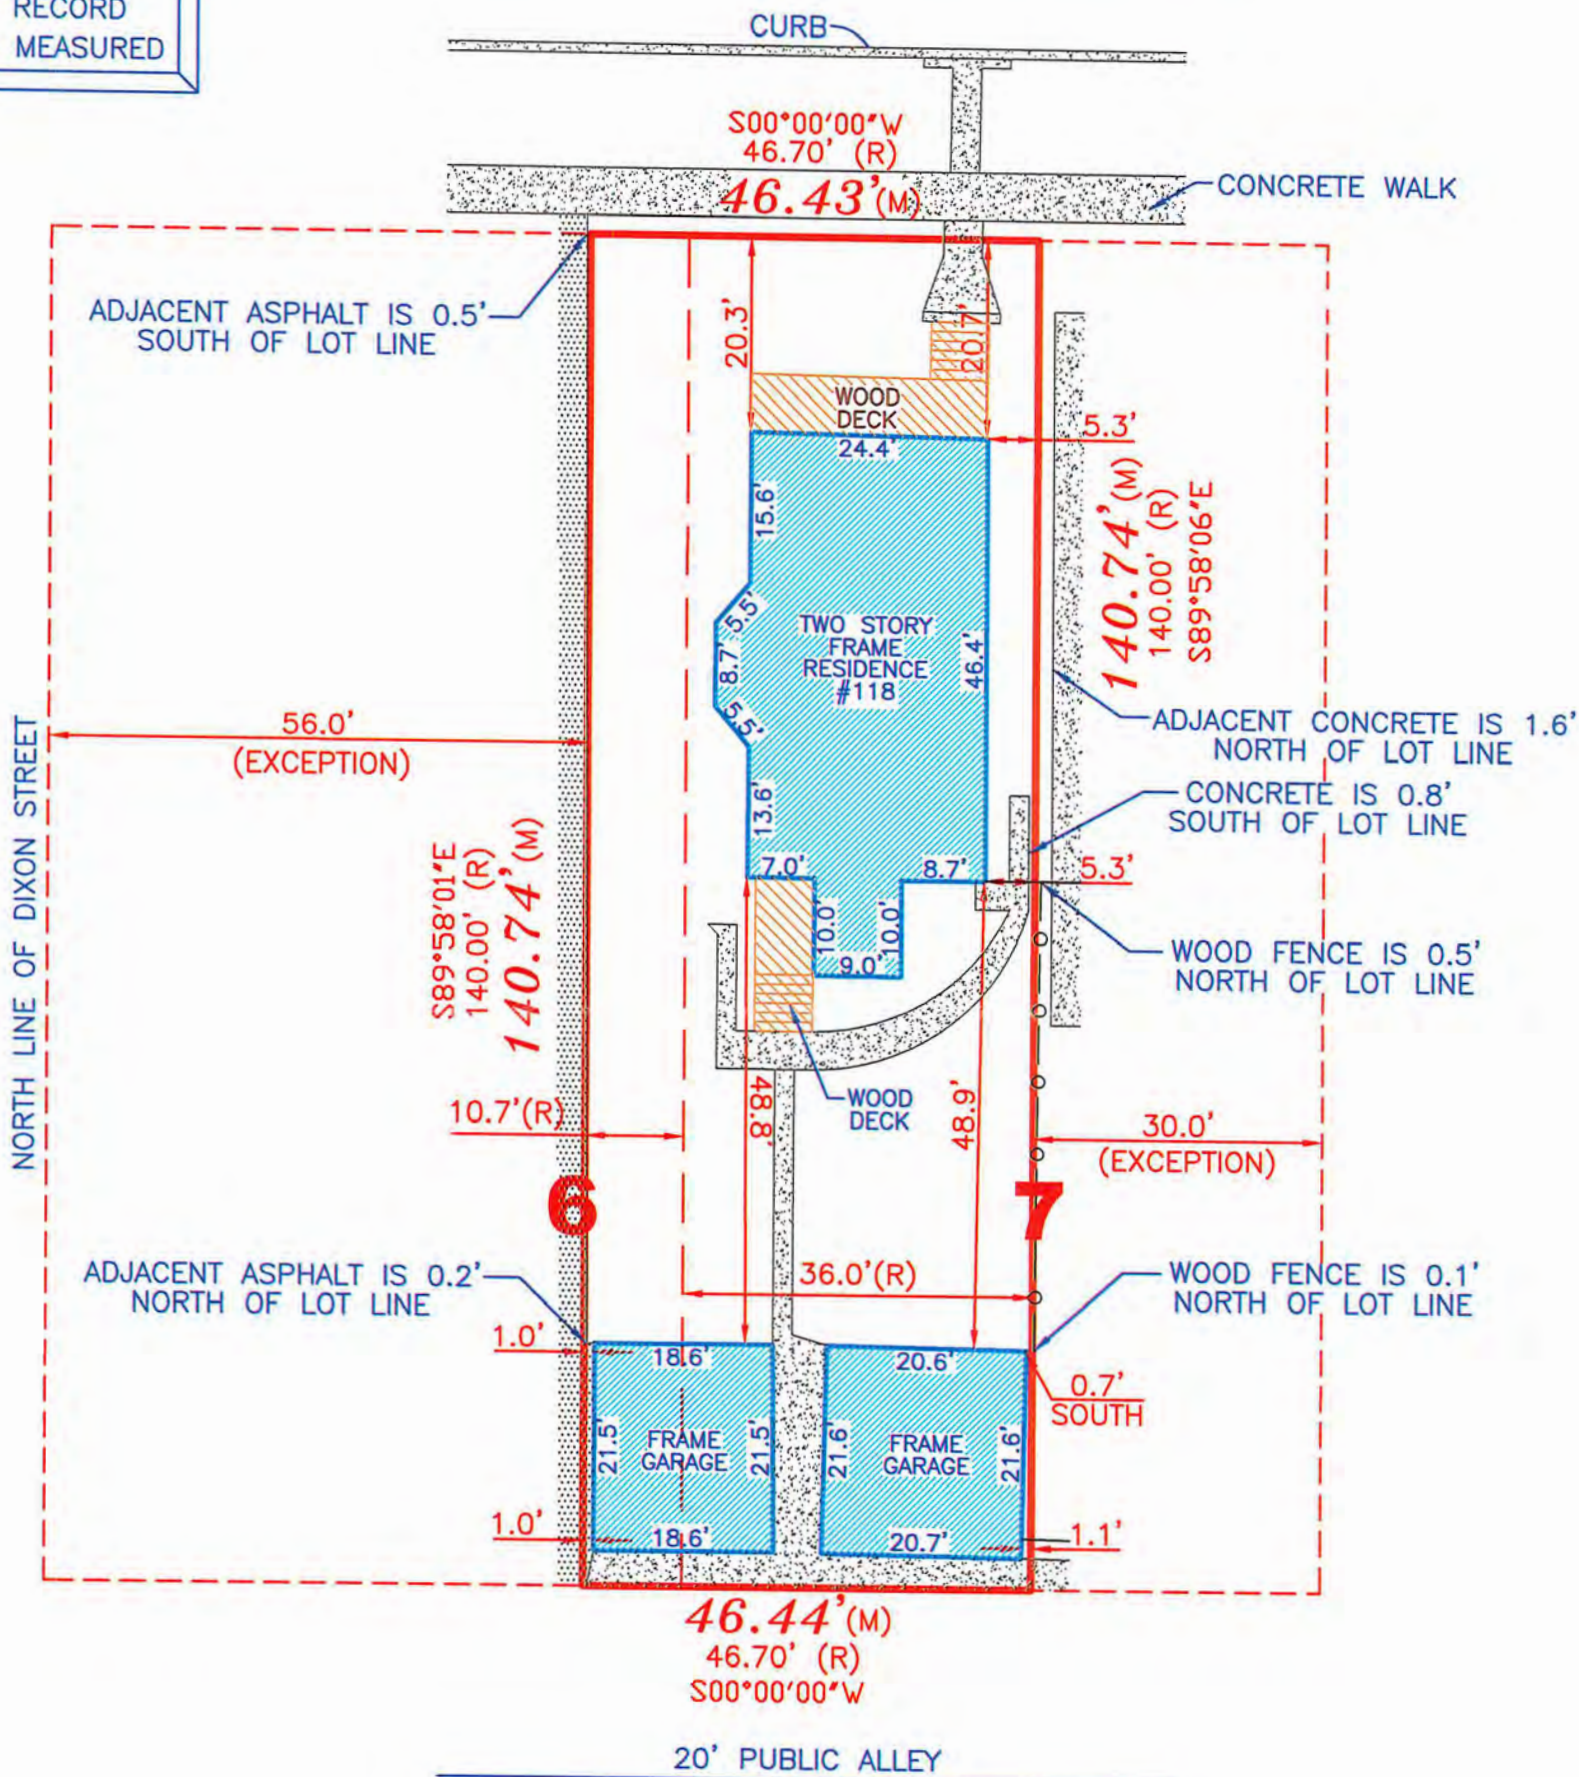 RECORD
MEASURED
CURB
S00°00'00"W
46.70' (R)
46.43'(M)
CONCRETE WALK
ADJACENT ASPHALT IS 0.5'
SOUTH OF LOT LINE
20.3'
20.7'
WOOD
DECK
24.4'
5.3'
15.6'
140.74'(M)
140.00' (R)
S89°58'06"E
5.5'
8.7'
5.5'
TWO STORY
FRAME
RESIDENCE
#118
46.4'
NORTH LINE OF DIXON STREET
56.0'
(EXCEPTION)
ADJACENT CONCRETE IS 1.6'
NORTH OF LOT LINE
CONCRETE IS 0.8'
SOUTH OF LOT LINE
13.6'
S89°58'01"E
140.00' (R)
140.74'(M)
7.0'
8.7'
5.3'
10.0'
10.0'
9.0'
WOOD FENCE IS 0.5'
NORTH OF LOT LINE
WOOD
DECK
48.8'
48.9'
10.7'(R)
30.0'
(EXCEPTION)
6
7
ADJACENT ASPHALT IS 0.2'
NORTH OF LOT LINE
36.0'(R)
WOOD FENCE IS 0.1'
NORTH OF LOT LINE
1.0'
18.6'
20.6'
0.7'
SOUTH
21.5'
FRAME
GARAGE
21.5'
21.6'
FRAME
GARAGE
21.6'
1.0'
18.6'
20.7'
1.1'
46.44'(M)
46.70' (R)
S00°00'00"W
20' PUBLIC ALLEY